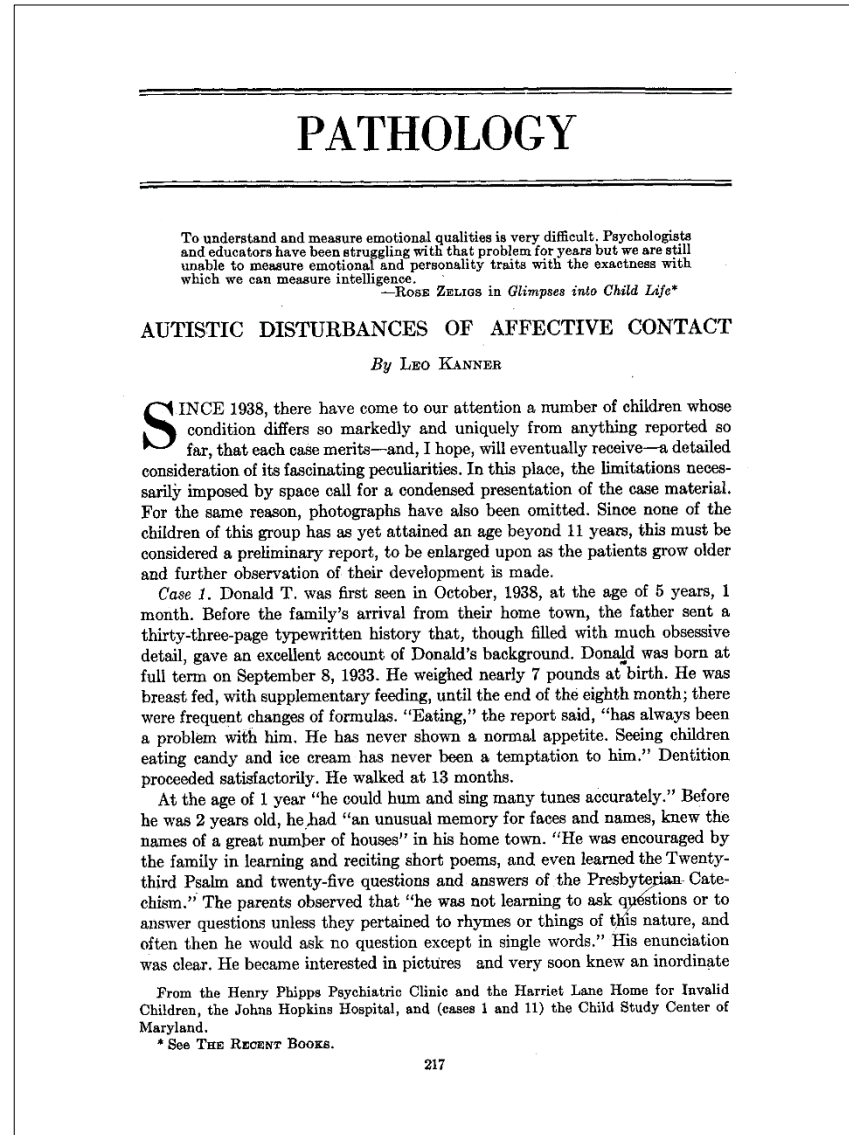 PATHOLOGY
To understand and measure emotional qualities is very difficult. Psychologists
and educators have been struggling with that problem for years but we are still
unable to measure emotional and personality traits with the exactness with
which we can measure intelligence.
—ROSE ZELIGS in Glimpses into Child Life*
AUTISTIC DISTURBANCES OF AFFECTIVE CONTACT
By LEO KANNER
SINCE 1938, there have come to our attention a number of children whose
condition differs so markedly and uniquely from anything reported so
far, that each case merits—and, I hope, will eventually receive—a detailed
consideration of its fascinating peculiarities. In this place, the limitations neces-
sarily imposed by space call for a condensed presentation of the case material.
For the same reason, photographs have also been omitted. Since none of the
children of this group has as yet attained an age beyond 11 years, this must be
considered a preliminary report, to be enlarged upon as the patients grow older
and further observation of their development is made.
Case 1. Donald T. was first seen in October, 1938, at the age of 5 years, 1
month. Before the family's arrival from their home town, the father sent a
thirty-three-page typewritten history that, though filled with much obsessive
detail, gave an excellent account of Donald's background. Donald was born at
full term on September 8, 1933. He weighed nearly 7 pounds at birth. He was
breast fed, with supplementary feeding, until the end of the eighth month; there
were frequent changes of formulas. "Eating," the report said, "has always been
a problem with him. He has never shown a normal appetite. Seeing children
eating candy and ice cream has never been a temptation to him." Dentition
proceeded satisfactorily. He walked at 13 months.
At the age of 1 year "he could hum and sing many tunes accurately." Before
he was 2 years old, he had "an unusual memory for faces and names, knew the
names of a great number of houses" in his home town. "He was encouraged by
the family in learning and reciting short poems, and even learned the Twenty-
third Psalm and twenty-five questions and answers of the Presbyterian Cate-
chism." The parents observed that "he was not learning to ask questions or to
answer questions unless they pertained to rhymes or things of this nature, and
often then he would ask no question except in single words." His enunciation
was clear. He became interested in pictures and very soon knew an inordinate
From the Henry Phipps Psychiatric Clinic and the Harriet Lane Home for Invalid
Children, the Johns Hopkins Hospital, and (cases 1 and 11) the Child Study Center of
Maryland.
* See THE RECENT BOOKS.
217